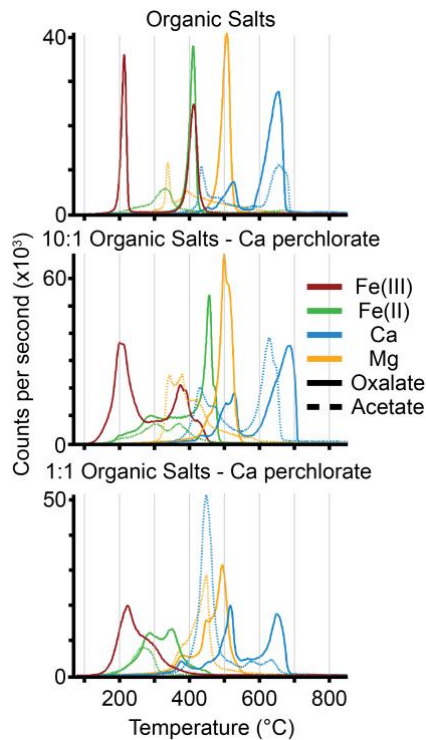 Organic Salts
40
0
10:1 Organic Salts - Ca perchlorate
60
0
Counts per second (x10³)
Fe(III)
Fe(II)
Ca
Mg
Oxalate
Acetate
1:1 Organic Salts - Ca perchlorate
50
0
200 400 600 800
Temperature (°C)